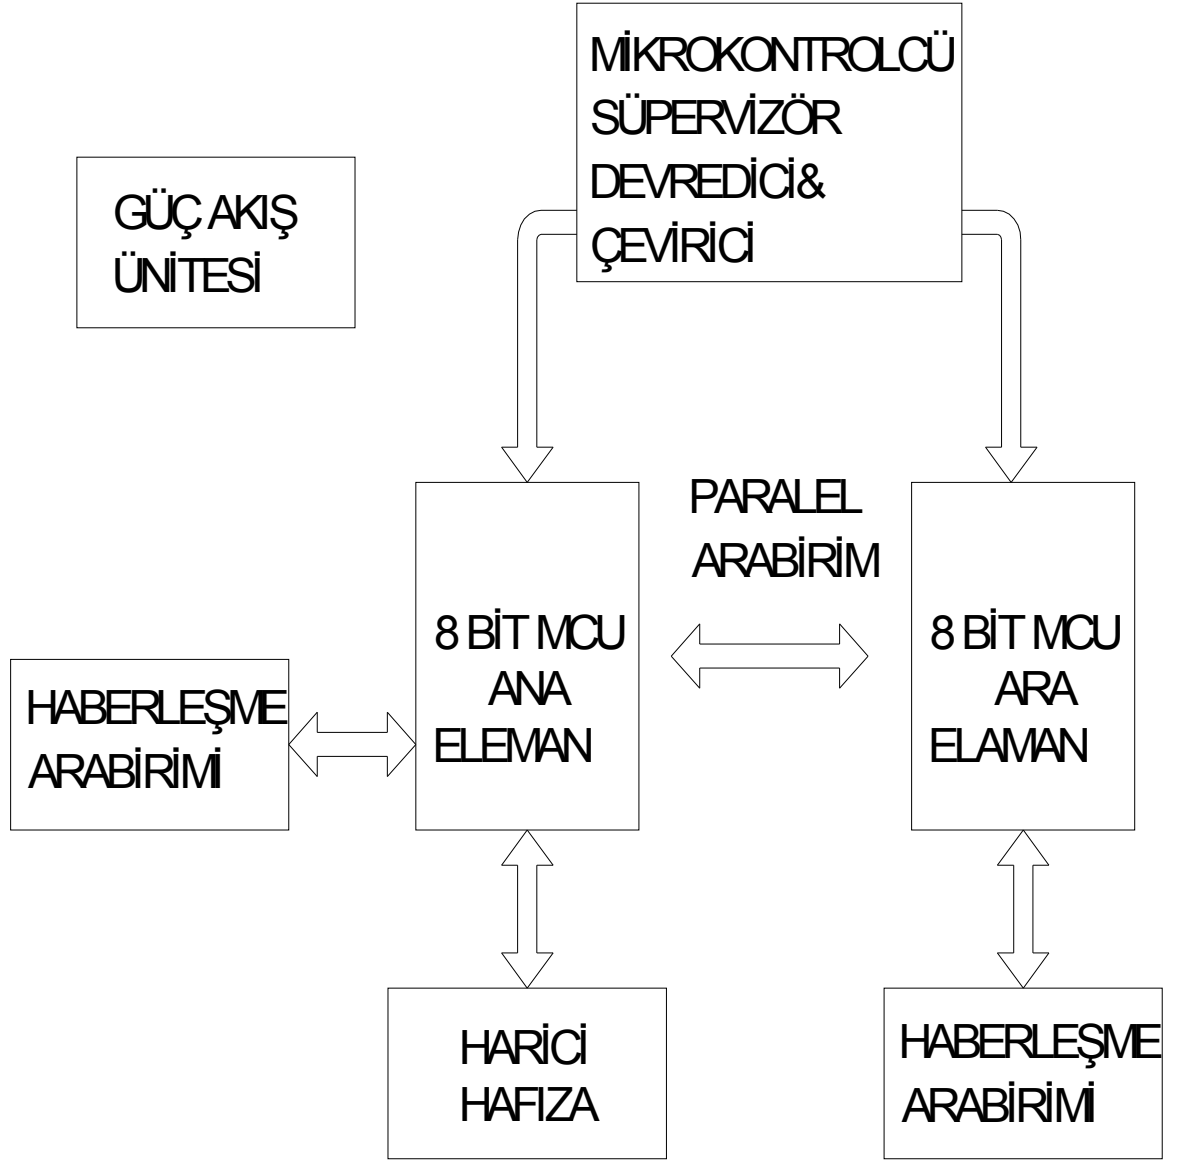 MİKROKONTROLCÜ
SÜPERVİZÖR
DEVREDİCİ&
ÇEVİRİCİ
GÜÇ AKIŞ
ÜNİTESİ
PARALEL
ARABİRİM
8 BİT MCU
ANA
ELEMAN
8 BİT MCU
ARA
ELAMAN
HABERLEŞME
ARABİRİMİ
HARİCİ
HAFIZA
HABERLEŞME
ARABİRİMİ